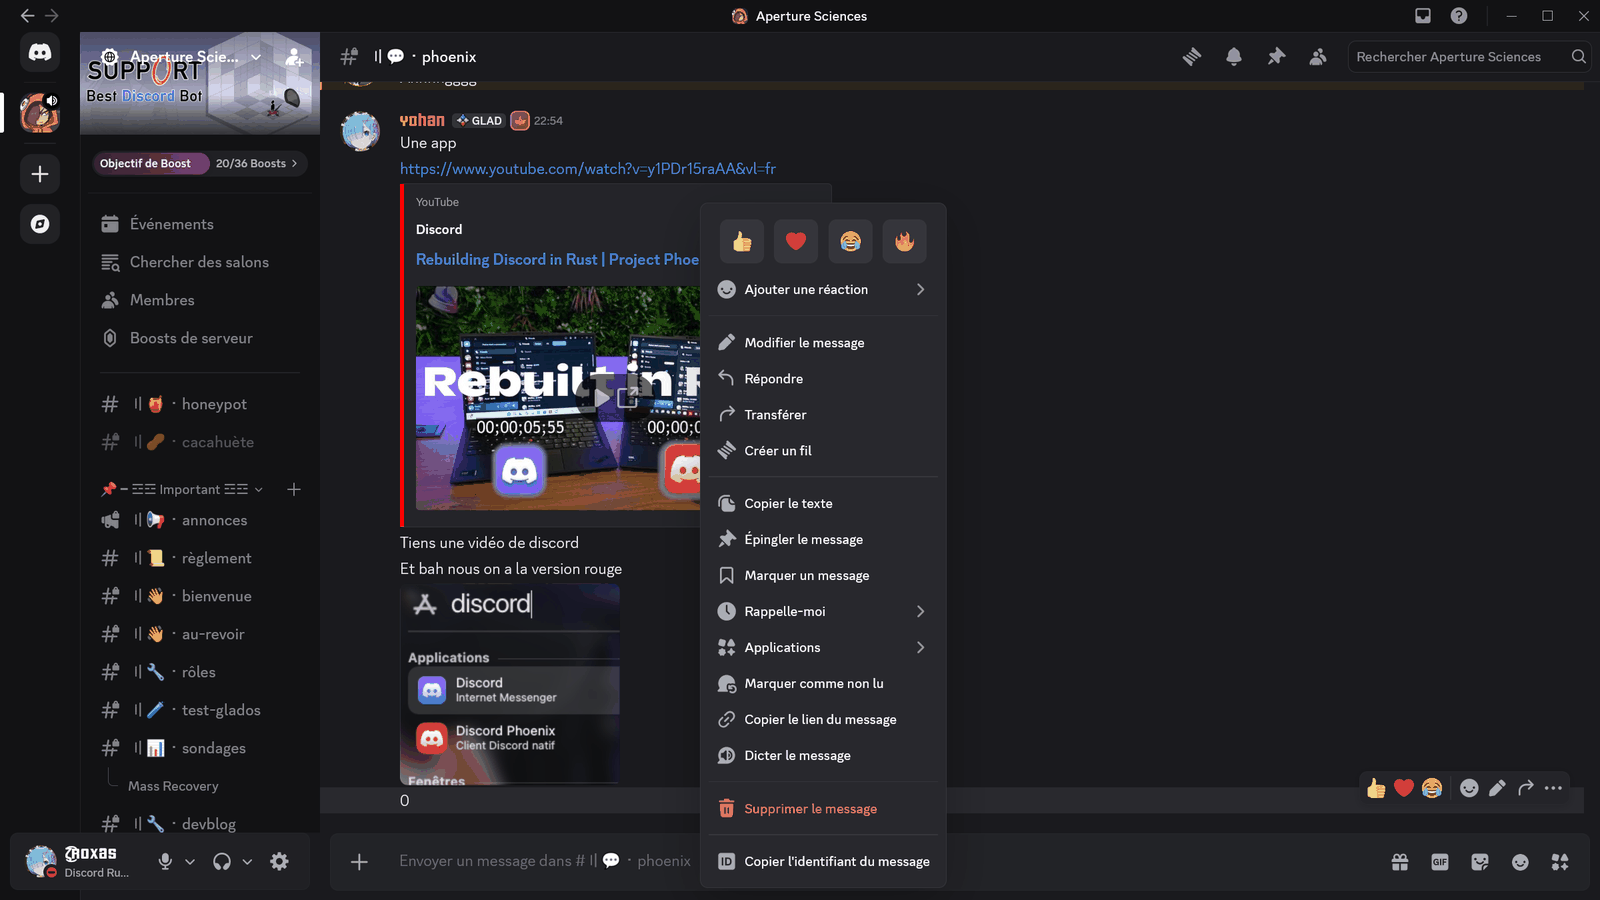 Aperture Sciences
Aperture Scie...
SUPPORT
Best Discord Bot
Objectif de Boost
20/36 Boosts
Événements
Chercher des salons
Membres
Boosts de serveur
honeypot
cacahuète
Important
annonces
règlement
bienvenue
au-revoir
rôles
test-glados
sondages
Mass Recovery
devblog
Roxas
Discord Ru...
phoenix
Rechercher Aperture Sciences
Yohan GLAD 22:54
Une app
https://www.youtube.com/watch?v=y1PDr15raAA&vl=fr
YouTube
Discord
Rebuilding Discord in Rust | Project Phoe
Rebuilt in R
00;00;05;55
00;00;0
Tiens une vidéo de discord
Et bah nous on a la version rouge
discord
Applications
Discord
Internet Messenger
Discord Phoenix
Client Discord natif
Fenêtres
0
Envoyer un message dans # phoenix
GIF
Ajouter une réaction
Modifier le message
Répondre
Transférer
Créer un fil
Copier le texte
Épingler le message
Marquer un message
Rappelle-moi
Applications
Marquer comme non lu
Copier le lien du message
Dicter le message
Supprimer le message
ID Copier l'identifiant du message